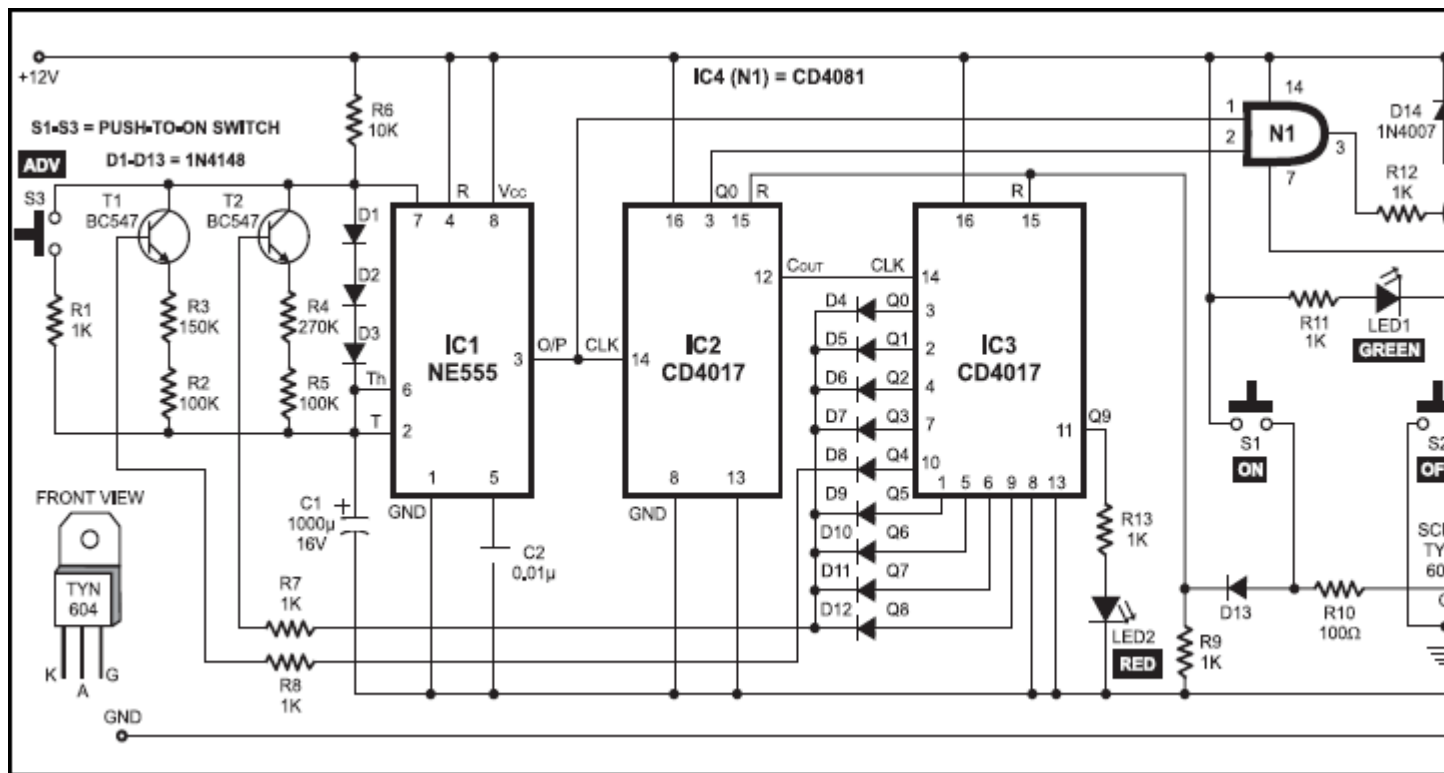 +12V
IC4 (N1) = CD4081
S1-S3 = PUSH-TO-ON SWITCH
D1-D13 = 1N4148
ADV
S3
R1
1K
T1
BC547
T2
BC547
R6
10K
R3
150K
R2
100K
R4
270K
R5
100K
D1
D2
D3
Th
T
7
R
4
Vcc
8
IC1
NE555
6
2
3
O/P
1
5
GND
C1
1000µ
16V
+
C2
0.01µ
CLK
14
16
Q0
3
R
15
IC2
CD4017
12
COUT
8
13
GND
CLK
14
16
R
15
IC3
CD4017
D4
Q0
3
D5
Q1
2
D6
Q2
4
D7
Q3
7
D8
Q4
10
D9
Q5
1
5
6
9
8
13
D10
Q6
D11
Q7
D12
Q8
11
Q9
R13
1K
LED2
RED
1
2
14
N1
3
7
D14
1N4007
R12
1K
R11
1K
LED1
GREEN
S1
ON
S2
OF
D13
R10
100Ω
R9
1K
SC
TY
60
FRONT VIEW
TYN
604
K
A
G
R7
1K
R8
1K
GND